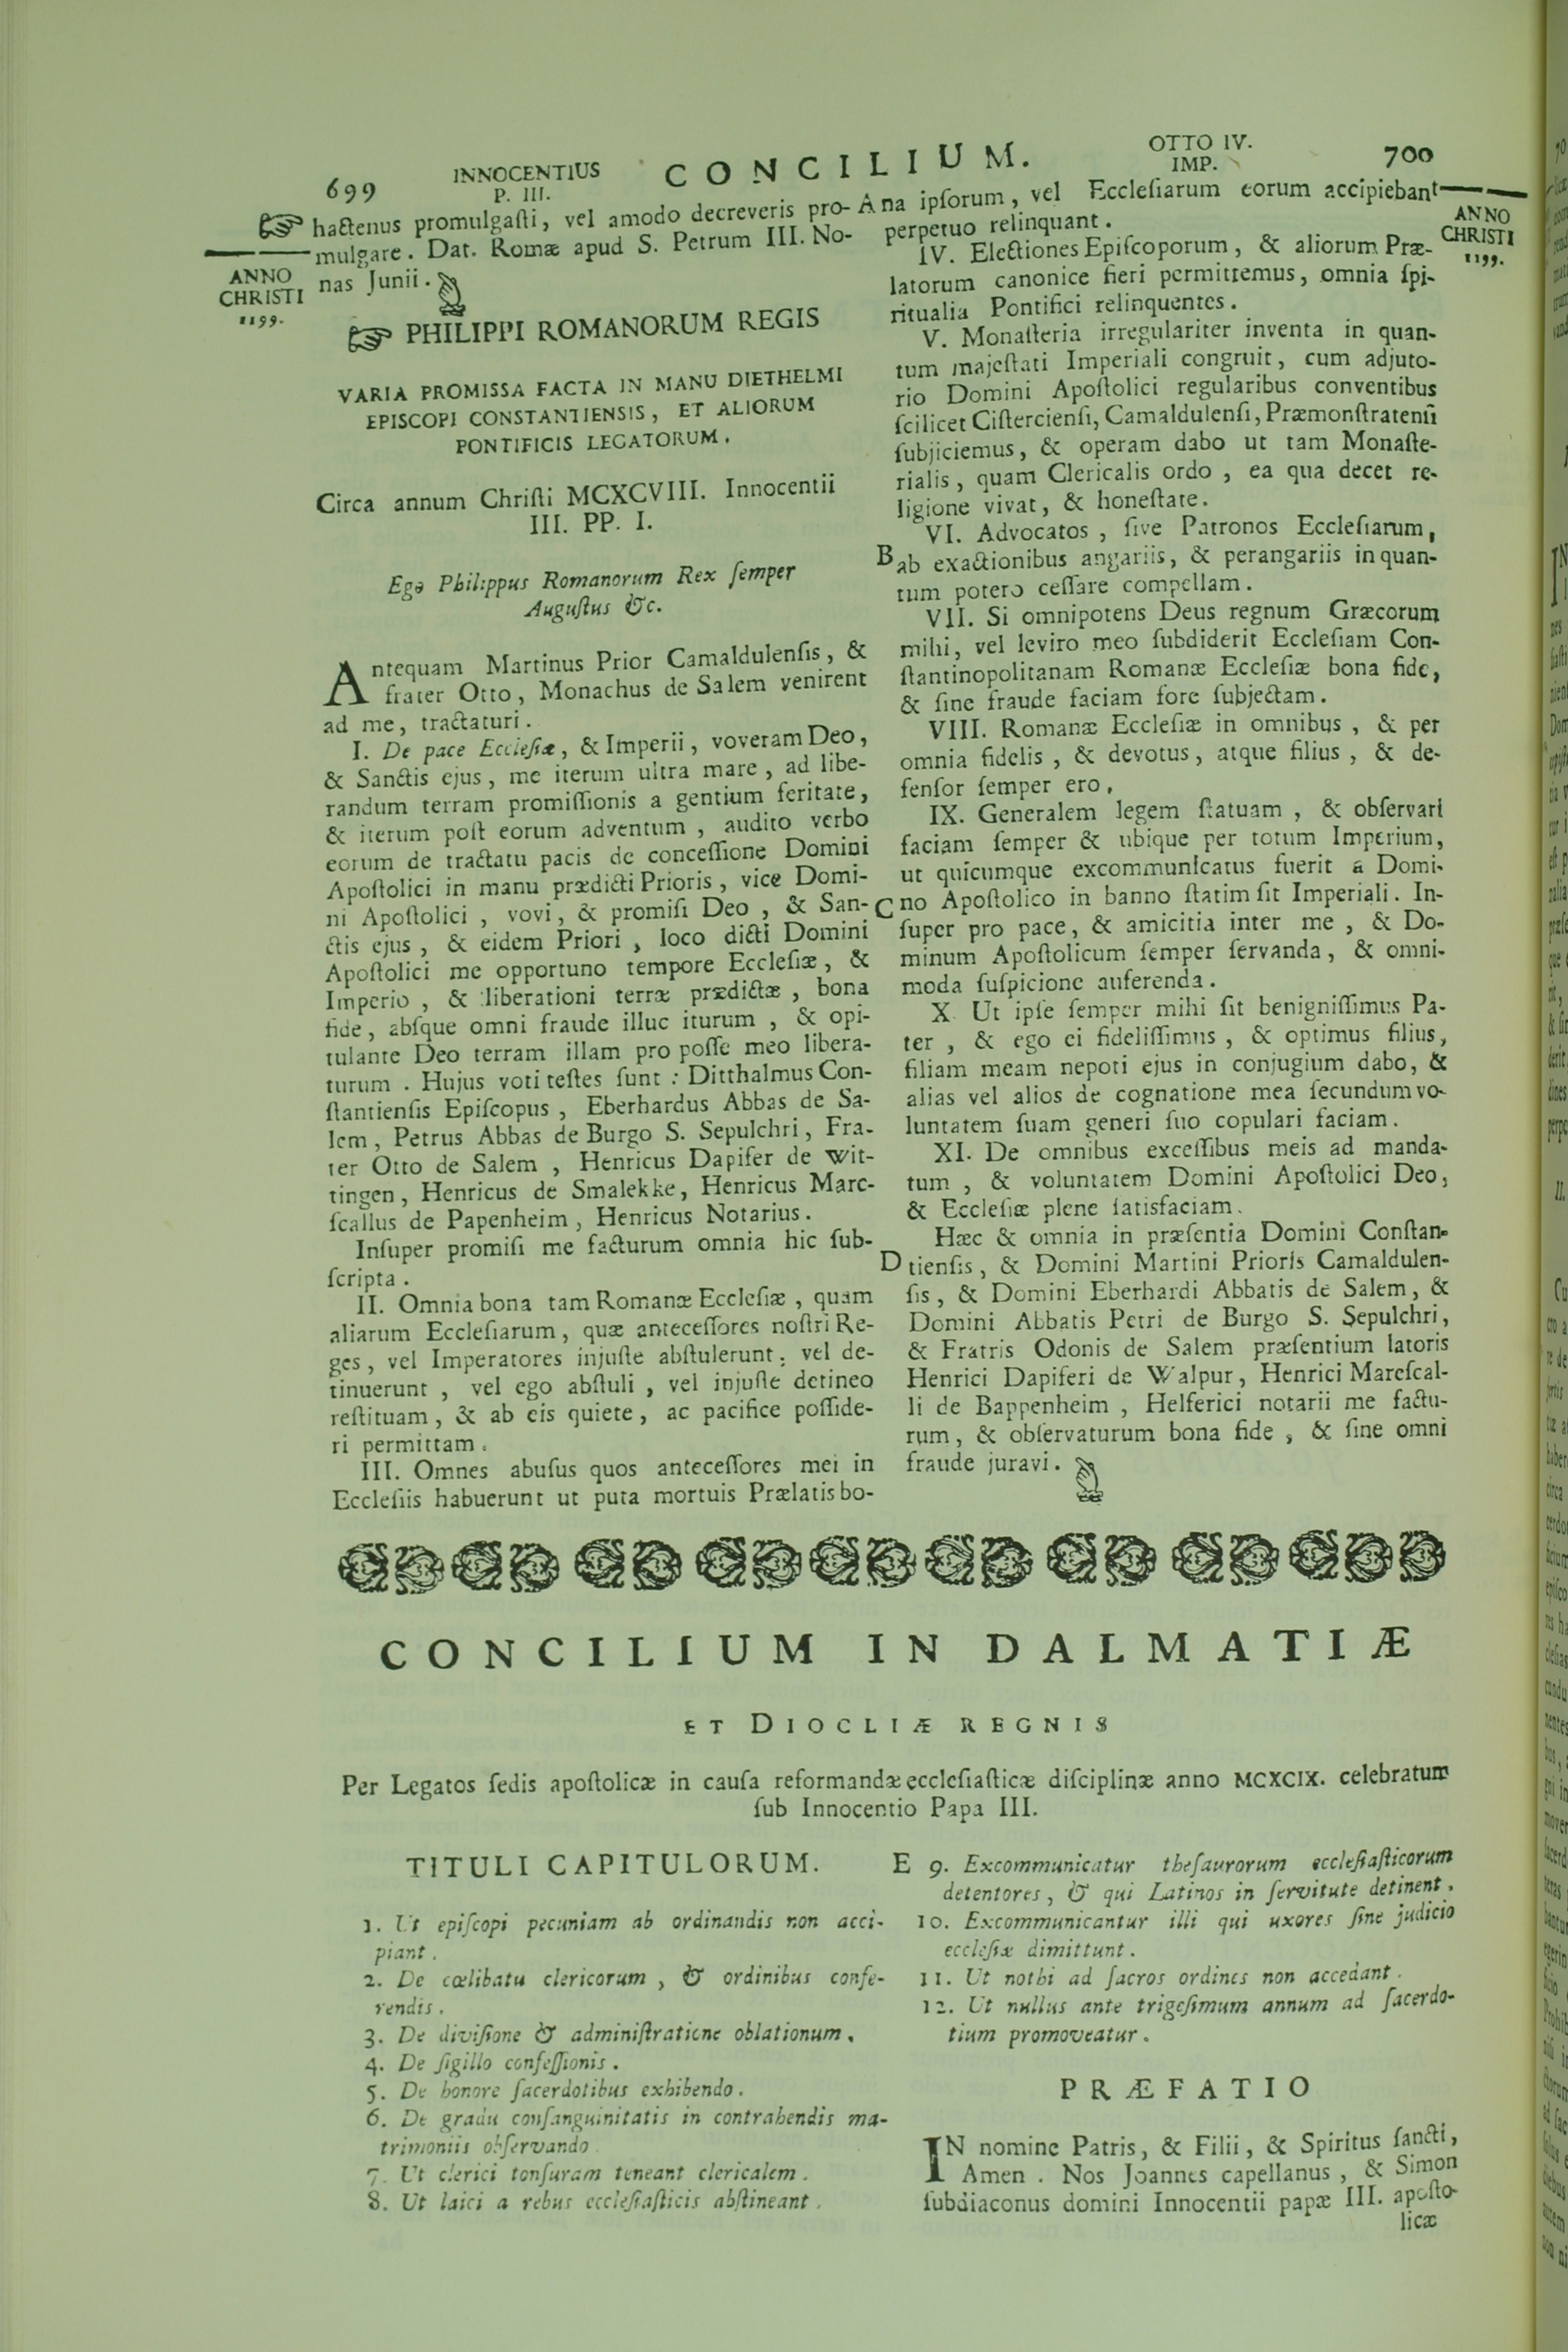 699
INNOCENTIUS
P. III.
CONCILIUM.
OTTO IV.
IMP.
700
ANNO
CHRISTI
1199.
hactenus promulgaſti, vel amodo decreveris pro-
mulgare. Dat. Romæ apud S. Petrum III. No-
nas Junii.
PHILIPPI ROMANORUM REGIS
VARIA PROMISSA FACTA IN MANU DIETHELMI
EPISCOPI CONSTANTIENSIS, ET ALIORUM
PONTIFICIS LEGATORUM.
Circa annum Chriſti MCXCVIII. Innocentii
III. PP. I.
Ego Philippus Romanorum Rex ſemper
Auguſtus &c.
Antequam Martinus Prior Camaldulenſis, &
frater Otto, Monachus de Salem venirent
ad me, tractaturi.
I. De pace Eccleſiæ, & Imperii, voveram Deo,
& Sanctis ejus, me iterum ultra mare, ad libe-
randum terram promiſſionis a gentium feritate,
& iterum poſt eorum adventum, audito verbo
eorum de tractatu pacis de conceſſione Domini
Apoſtolici in manu prædicti Prioris, vice Domi-
ni Apoſtolici, vovi, & promiſi Deo, & San-
ctis ejus, & eidem Priori, loco dicti Domini
Apoſtolici me opportuno tempore Eccleſiæ, &
Imperio, & liberationi terræ prædictæ, bona
fide, abſque omni fraude illuc iturum, & opi-
tulante Deo terram illam pro poſſe meo libera-
turum. Hujus voti teſtes ſunt: Ditthalmus Con-
ſtantienſis Epiſcopus, Eberhardus Abbas de Sa-
lem, Petrus Abbas de Burgo S. Sepulchri, Fra-
ter Otto de Salem, Henricus Dapifer de Wit-
tingen, Henricus de Smalekke, Henricus Marc-
ſcallus de Papenheim, Henricus Notarius.
Inſuper promiſi me facturum omnia hic ſub-
ſcripta.
II. Omnia bona tam Romanæ Eccleſiæ, quam
aliarum Eccleſiarum, quæ anteceſſores noſtri Re-
ges, vel Imperatores injuſte abſtulerunt; vel de-
tinuerunt, vel ego abſtuli, vel injuſte detineo
reſtituam, & ab eis quiete, ac pacifice poſſide-
ri permittam.
III. Omnes abuſus quos anteceſſores mei in
Eccleſiis habuerunt ut puta mortuis Prælatis bo-
A na ipſorum, vel Eccleſiarum eorum accipiebant
perpetuo relinquant.
ANNO
CHRISTI
1199.
IV. Electiones Epiſcoporum, & aliorum Præ-
latorum canonice fieri permittemus, omnia ſpi-
ritualia Pontifici relinquentes.
V. Monaſteria irregulariter inventa in quan-
tum majeſtati Imperiali congruit, cum adjuto-
rio Domini Apoſtolici regularibus conventibus
ſcilicet Ciſtercienſi, Camaldulenſi, Præmonſtratenſi
ſubjiciemus, & operam dabo ut tam Monaſte-
rialis, quam Clericalis ordo, ea qua decet re-
ligione vivat, & honeſtate.
VI. Advocatos, ſive Patronos Eccleſiarum,
B ab exactionibus angariis, & perangariis in quan-
tum potero ceſſare compellam.
VII. Si omnipotens Deus regnum Græcorum
mihi, vel leviro meo ſubdiderit Eccleſiam Con-
ſtantinopolitanam Romanæ Eccleſiæ bona fide,
& ſine fraude faciam fore ſubjectam.
VIII. Romanæ Eccleſiæ in omnibus, & per
omnia fidelis, & devotus, atque filius, & de-
fenſor ſemper ero.
IX. Generalem legem ſtatuam, & obſervari
faciam ſemper & ubique per totum Imperium,
ut quicumque excommunicatus fuerit a Domi-
C no Apoſtolico in banno ſtatim ſit Imperiali. In-
ſuper pro pace, & amicitia inter me, & Do-
minum Apoſtolicum ſemper ſervanda, & omni-
moda ſuſpicione auferenda.
X. Ut ipſe ſemper mihi ſit benigniſſimus Pa-
ter, & ego ei fideliſſimus, & optimus filius,
filiam meam nepoti ejus in conjugium dabo, &
alias vel alios de cognatione mea ſecundum vo-
luntatem ſuam generi ſuo copulari faciam.
XI. De omnibus exceſſibus meis ad manda-
tum, & voluntatem Domini Apoſtolici Deo,
& Eccleſiæ plene ſatisfaciam.
Hæc & omnia in præſentia Domini Conſtan-
D tienſis, & Domini Martini Prioris Camaldulen-
ſis, & Domini Eberhardi Abbatis de Salem, &
Domini Abbatis Petri de Burgo S. Sepulchri,
& Fratris Odonis de Salem præſentium latoris
Henrici Dapiferi de Walpur, Henrici Mareſcal-
li de Bappenheim, Helferici notarii me factu-
rum, & obſervaturum bona fide, & ſine omni
fraude juravi.
CONCILIUM IN DALMATIÆ
ET DIOCLIÆ REGNIS
Per Legatos ſedis apoſtolicæ in cauſa reformandæ eccleſiaſticæ diſciplinæ anno MCXCIX. celebratum
ſub Innocentio Papa III.
TITULI CAPITULORUM.
1. Ut epiſcopi pecuniam ab ordinandis non acci-
piant.
2. De cœlibatu clericorum, & ordinibus confe-
rendis.
3. De diviſione & adminiſtratione oblationum.
4. De ſigillo confeſſionis.
5. De honore ſacerdotibus exhibendo.
6. De gradu conſanguinitatis in contrahendis ma-
trimoniis obſervando.
7. Ut clerici tonſuram teneant clericalem.
8. Ut laici a rebus eccleſiaſticis abſtineant.
E 9. Excommunicatur theſaurorum eccleſiaſticorum
detentores, & qui Latinos in ſervitute detinent.
10. Excommunicantur illi qui uxores ſine judicio
eccleſiæ dimittunt.
11. Ut nothi ad ſacros ordines non accedant.
12. Ut nullus ante trigeſimum annum ad ſacerdo-
tium promoveatur.
PRÆFATIO
IN nomine Patris, & Filii, & Spiritus ſancti,
Amen. Nos Joannes capellanus, & Simon
ſubdiaconus domini Innocentii papæ III. apoſto-
licæ